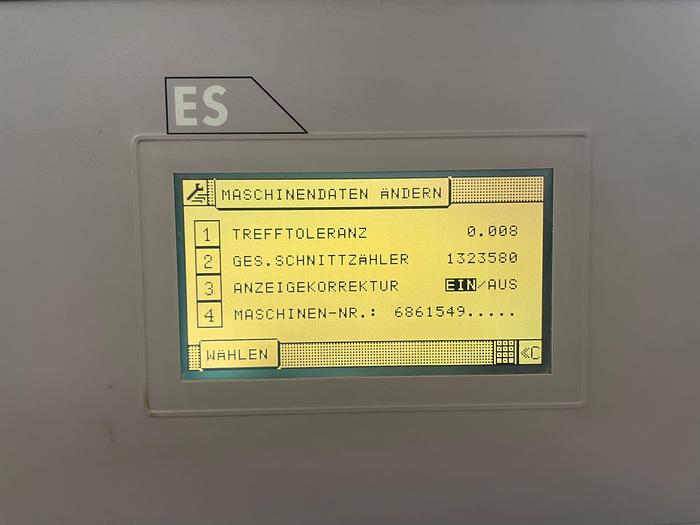 ES
MASCHINENDATEN ÄNDERN
1 TREFFTOLERANZ 0.008
2 GES.SCHNITTZÄHLER 1323580
3 ANZEIGEKORREKTUR EIN/AUS
4 MASCHINEN-NR.: 6861549.....
WÄHLEN «C